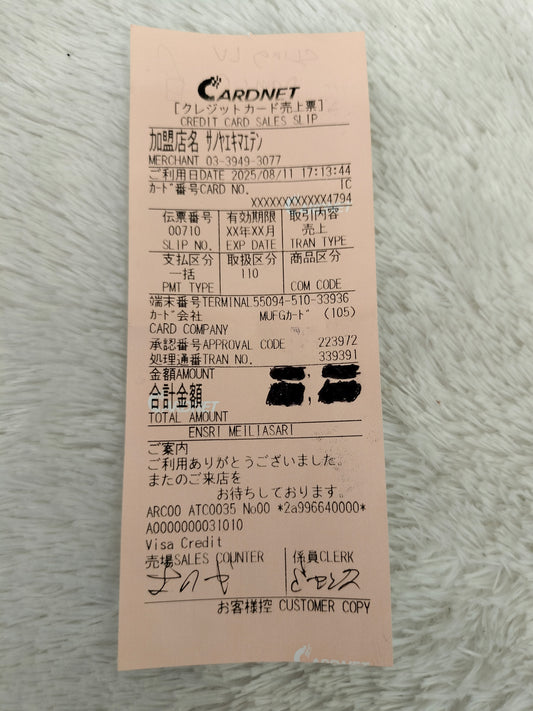 CARDNET
[クレジットカード売上票]
CREDIT CARD SALES SLIP
加盟店名 サノヤエキマエテン
MERCHANT 03-3949-3077
ご利用日DATE 2025/08/11 17:13:44
カード番号CARD NO. IC
XXXXXXXXXXXX4794
伝票番号 有効期限 取引内容
00710 XX年XX月 売上
SLIP NO. EXP DATE TRAN TYPE
支払区分 取扱区分 商品区分
一括 110
PMT TYPE COM CODE
端末番号TERMINAL55094-510-33936
カード会社 MUFGカード (105)
CARD COMPANY
承認番号APPROVAL CODE 223972
処理通番TRAN NO. 339391
金額AMOUNT
合計金額
TOTAL AMOUNT
ENSRI MEILIASARI
ご案内
ご利用ありがとうございました。
またのご来店を
お待ちしております。
ARC00 ATC0035 No00 *2a996640000*
A0000000031010
Visa Credit
売場SALES COUNTER 係員CLERK
お客様控 CUSTOMER COPY
CARDNET